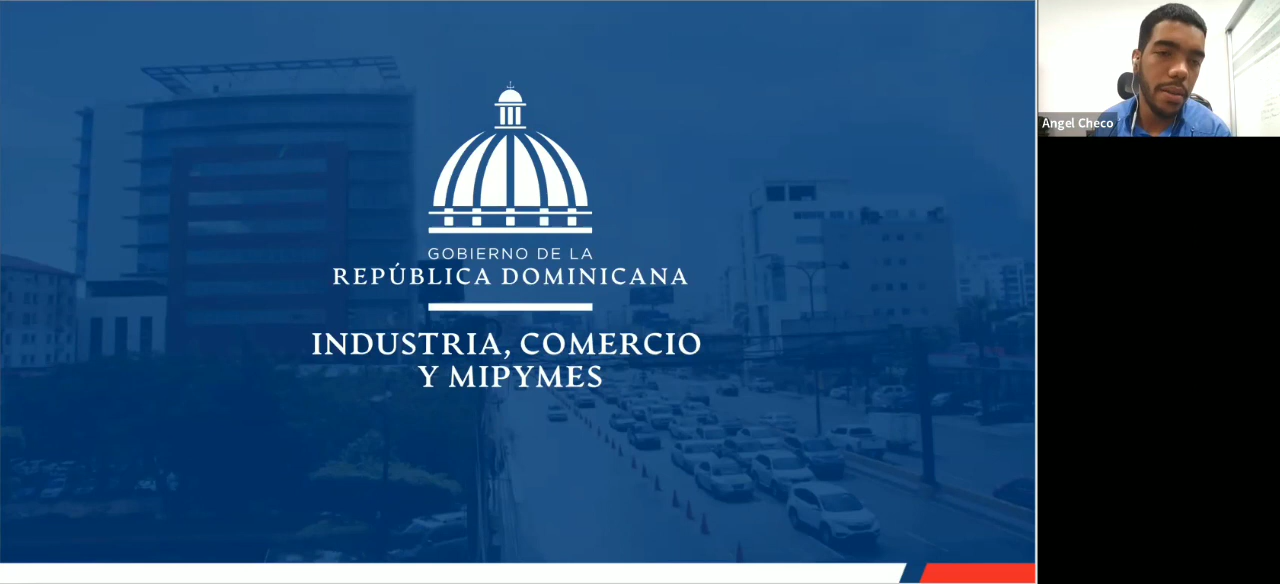 GOBIERNO DE LA
REPÚBLICA DOMINICANA
INDUSTRIA, COMERCIO
Y MIPYMES
Angel Checo